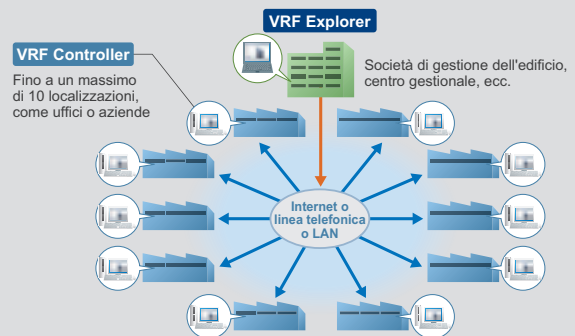 VRF Explorer
VRF Controller
Fino a un massimo
di 10 localizzazioni,
come uffici o aziende
Società di gestione dell'edificio,
centro gestionale, ecc.
Internet o
linea telefonica
o LAN